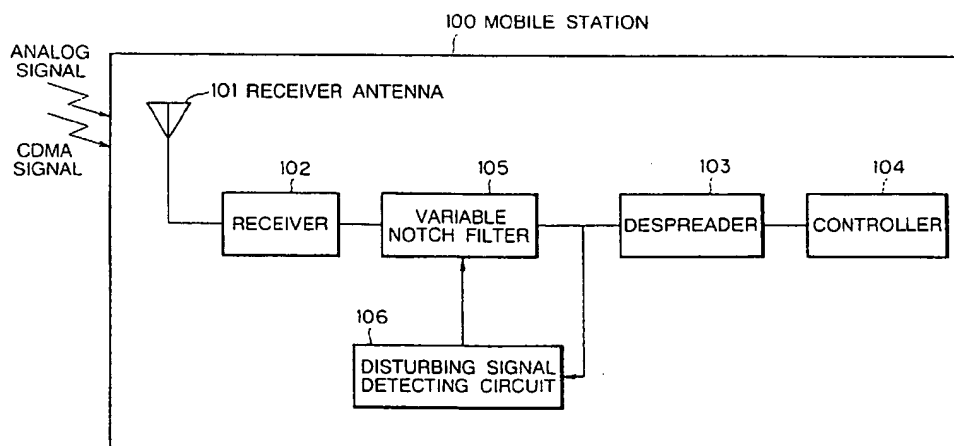 100 MOBILE STATION
ANALOG
SIGNAL
CDMA
SIGNAL
101 RECEIVER ANTENNA
102
RECEIVER
105
VARIABLE
NOTCH FILTER
103
DESPREADER
104
CONTROLLER
106
DISTURBING SIGNAL
DETECTING CIRCUIT